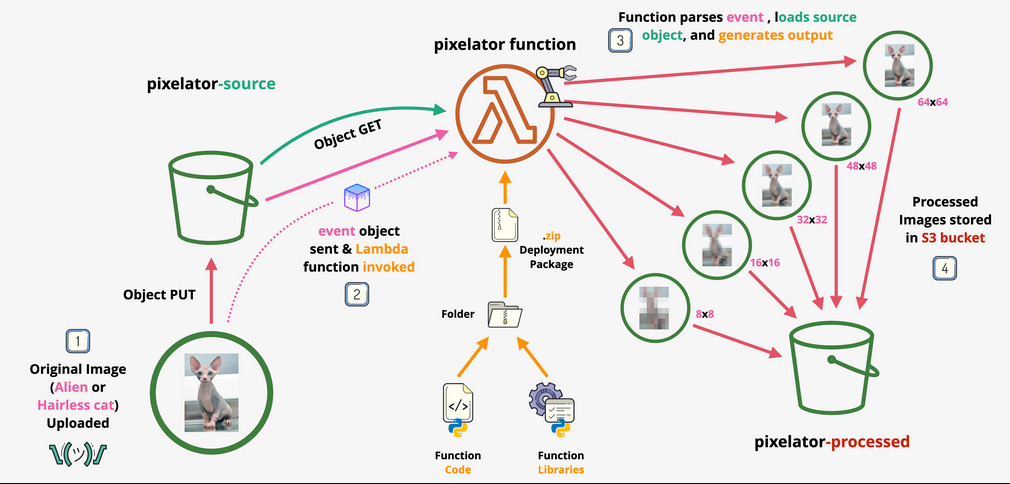 Function parses event , loads source
object, and generates output
3
pixelator function
pixelator-source
64x64
Object GET
48x48
32x32
Processed
Images stored
in S3 bucket
4
event object
sent & Lambda
function invoked
2
.zip
Deployment
Package
16x16
Object PUT
Folder
8x8
1
Original Image
(Alien or
Hairless cat)
Uploaded
\(ツ)/
</>
pixelator-processed
Function
Code
Function
Libraries